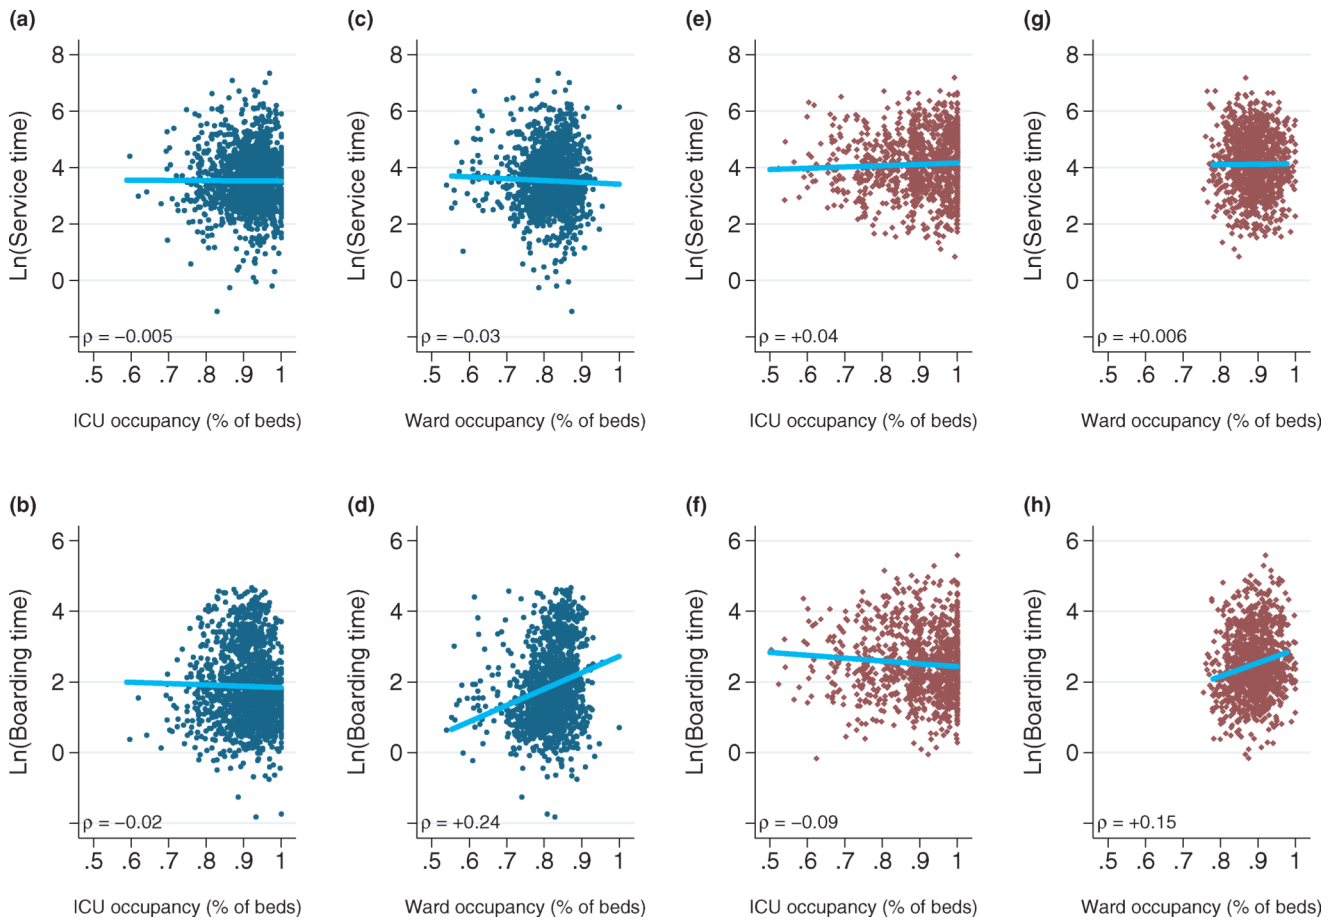 (a)
8
6
4
2
0
Ln(Service time)
ρ = −0.005
.5 .6 .7 .8 .9 1
ICU occupancy (% of beds)
(c)
8
6
4
2
0
Ln(Service time)
ρ = −0.03
.5 .6 .7 .8 .9 1
Ward occupancy (% of beds)
(e)
8
6
4
2
0
Ln(Service time)
ρ = +0.04
.5 .6 .7 .8 .9 1
ICU occupancy (% of beds)
(g)
8
6
4
2
0
Ln(Service time)
ρ = +0.006
.5 .6 .7 .8 .9 1
Ward occupancy (% of beds)
(b)
6
4
2
0
Ln(Boarding time)
ρ = −0.02
.5 .6 .7 .8 .9 1
ICU occupancy (% of beds)
(d)
6
4
2
0
Ln(Boarding time)
ρ = +0.24
.5 .6 .7 .8 .9 1
Ward occupancy (% of beds)
(f)
6
4
2
0
Ln(Boarding time)
ρ = −0.09
.5 .6 .7 .8 .9 1
ICU occupancy (% of beds)
(h)
6
4
2
0
Ln(Boarding time)
ρ = +0.15
.5 .6 .7 .8 .9 1
Ward occupancy (% of beds)